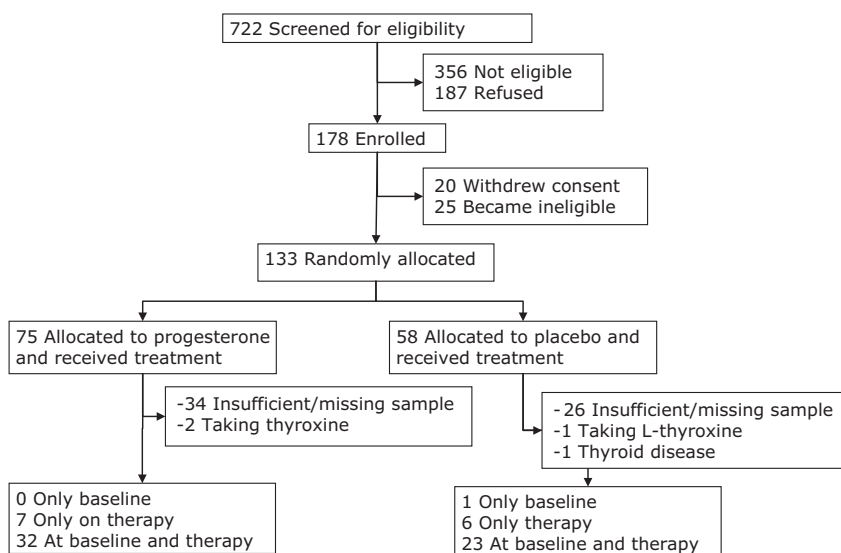 722 Screened for eligibility
356 Not eligible
187 Refused
178 Enrolled
20 Withdrew consent
25 Became ineligible
133 Randomly allocated
75 Allocated to progesterone
and received treatment
58 Allocated to placebo and
received treatment
-34 Insufficient/missing sample
-2 Taking thyroxine
-26 Insufficient/missing sample
-1 Taking L-thyroxine
-1 Thyroid disease
0 Only baseline
7 Only on therapy
32 At baseline and therapy
1 Only baseline
6 Only therapy
23 At baseline and therapy